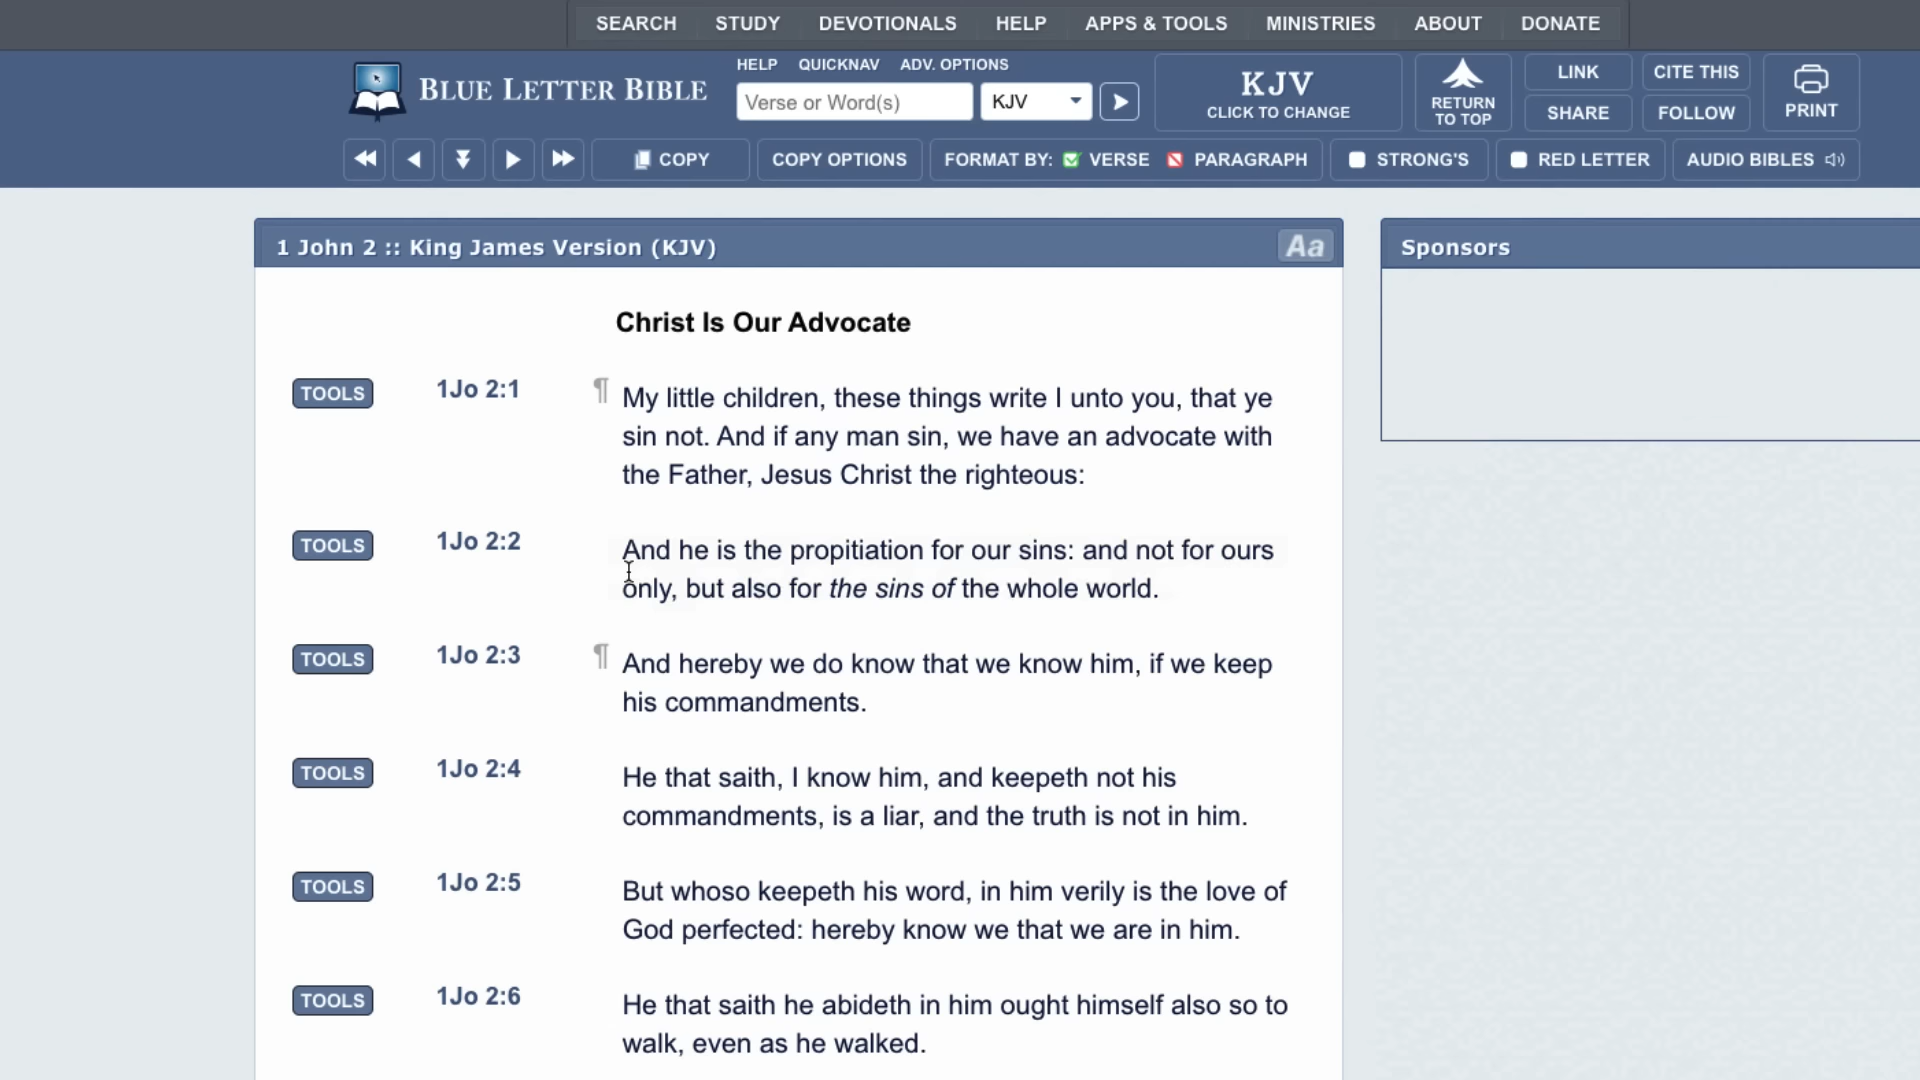 SEARCH STUDY DEVOTIONALS HELP APPS & TOOLS MINISTRIES ABOUT DONATE
BLUE LETTER BIBLE
HELP QUICKNAV ADV. OPTIONS
Verse or Word(s) KJV
KJV
CLICK TO CHANGE
RETURN
TO TOP
LINK CITE THIS
SHARE FOLLOW
PRINT
COPY COPY OPTIONS FORMAT BY: VERSE PARAGRAPH STRONG'S RED LETTER AUDIO BIBLES
1 John 2 :: King James Version (KJV) Aa
Sponsors
Christ Is Our Advocate
TOOLS 1Jo 2:1 ¶ My little children, these things write I unto you, that ye
sin not. And if any man sin, we have an advocate with
the Father, Jesus Christ the righteous:
TOOLS 1Jo 2:2 And he is the propitiation for our sins: and not for ours
only, but also for the sins of the whole world.
TOOLS 1Jo 2:3 ¶ And hereby we do know that we know him, if we keep
his commandments.
TOOLS 1Jo 2:4 He that saith, I know him, and keepeth not his
commandments, is a liar, and the truth is not in him.
TOOLS 1Jo 2:5 But whoso keepeth his word, in him verily is the love of
God perfected: hereby know we that we are in him.
TOOLS 1Jo 2:6 He that saith he abideth in him ought himself also so to
walk, even as he walked.